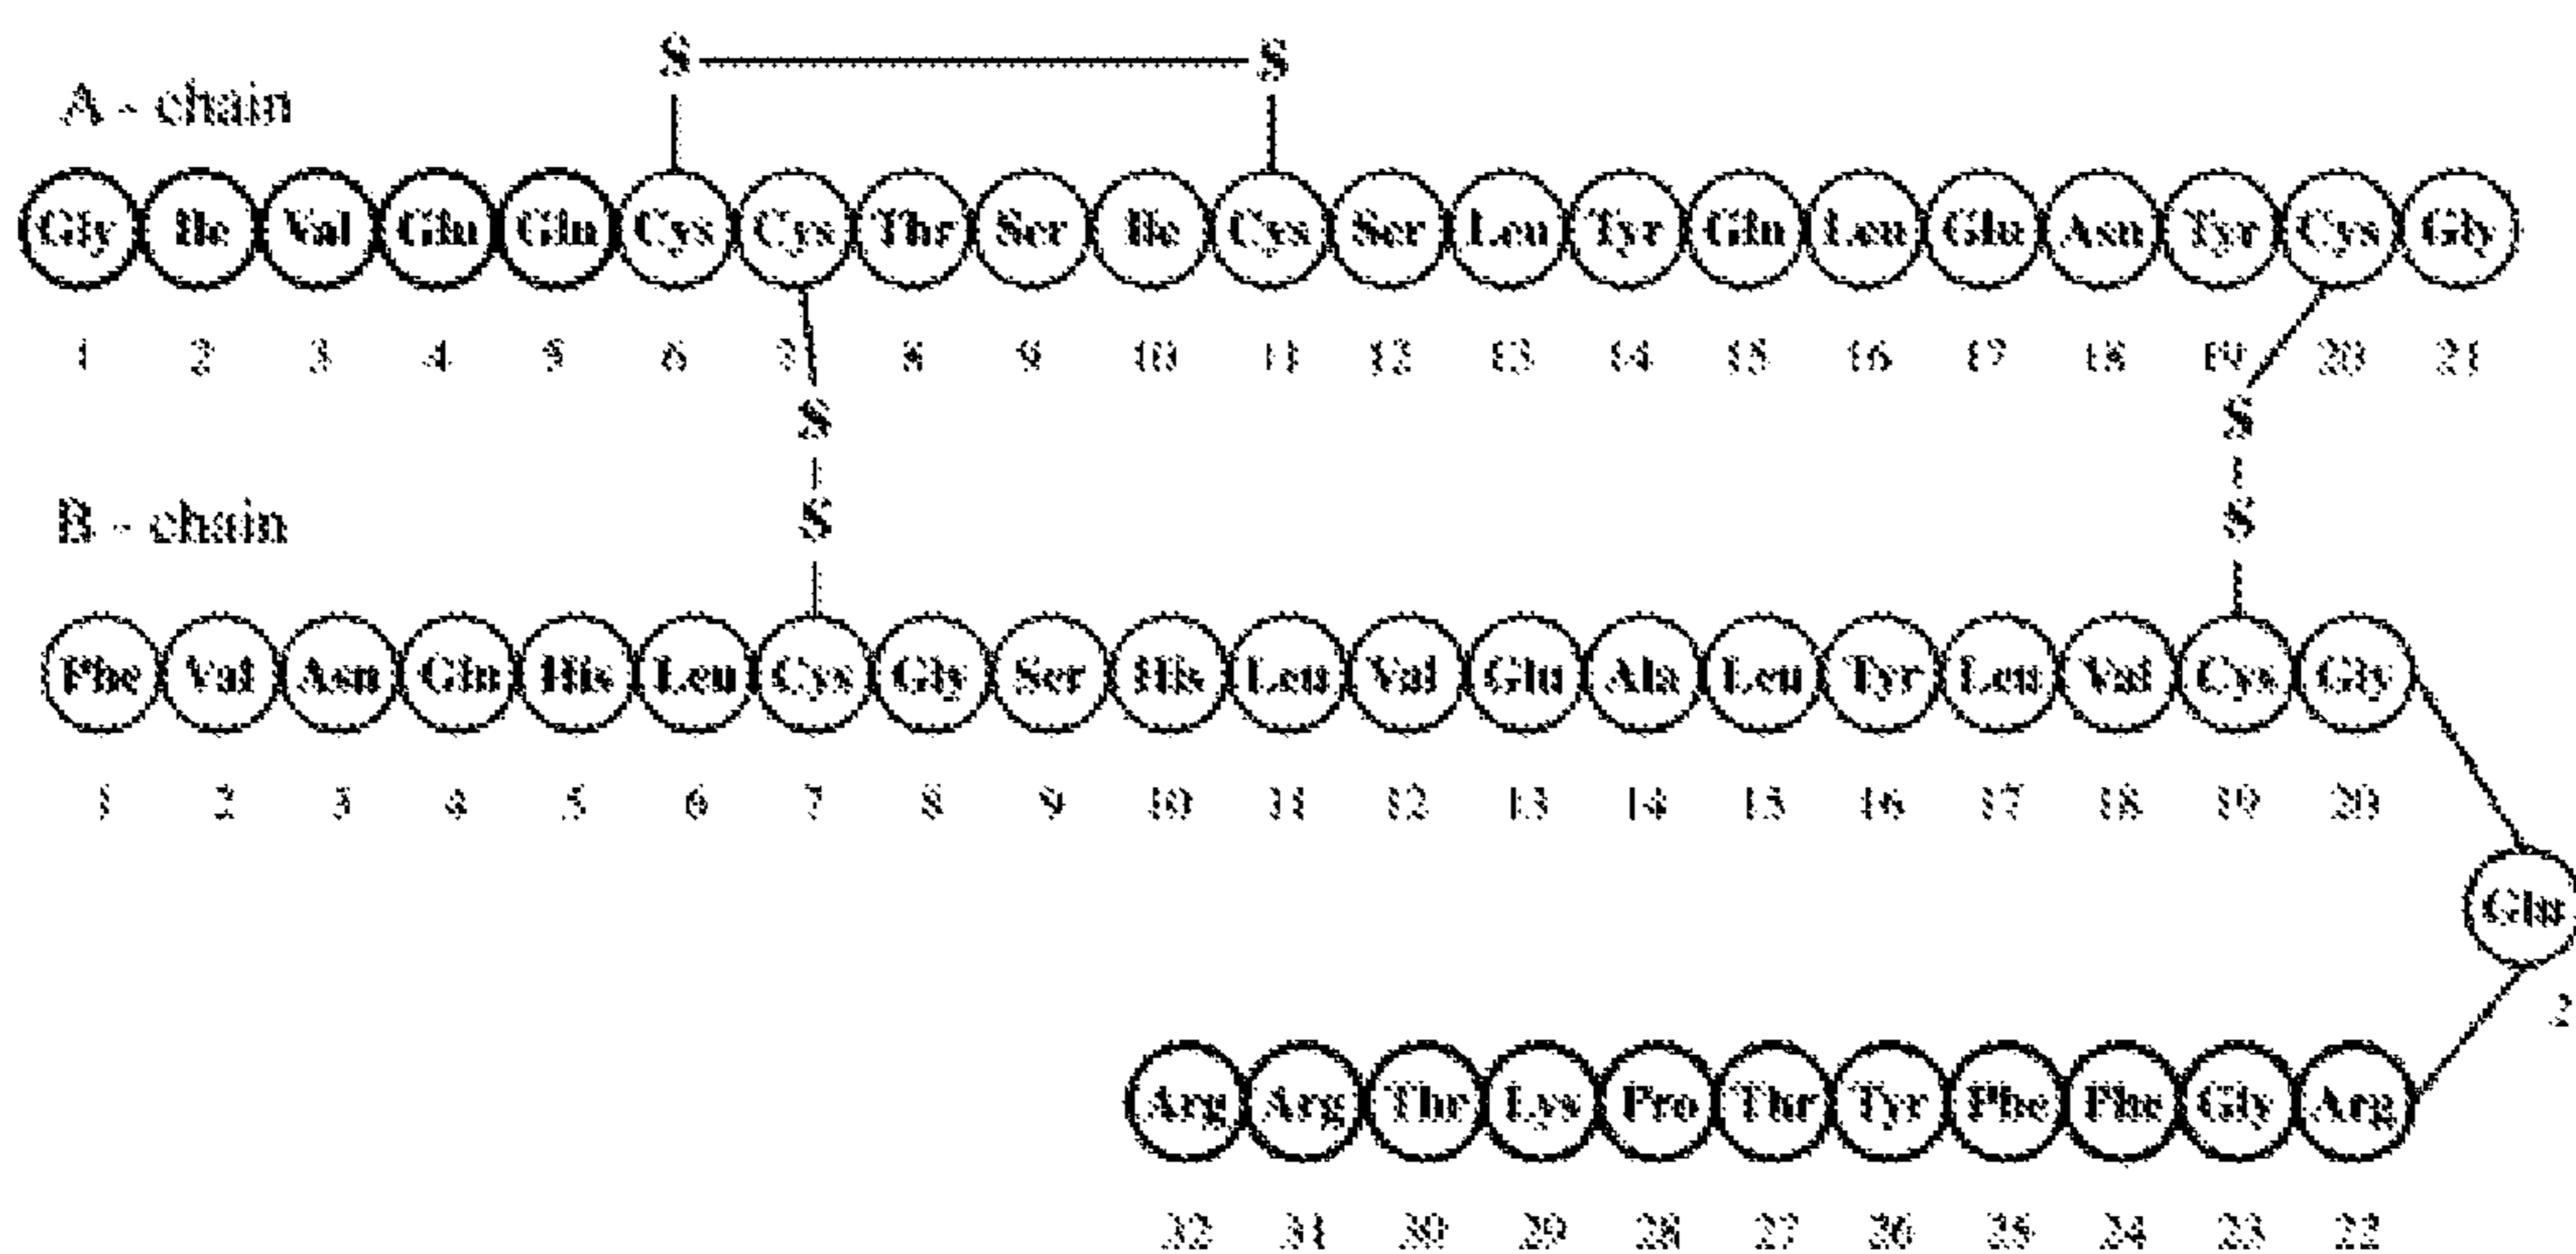 S S
A - chain
Gly Ile Val Glu Gln Cys Cys Thr Ser Ile Cys Ser Leu Tyr Gln Leu Glu Asn Tyr Cys Gly
1 2 3 4 5 6 7 8 9 10 11 12 13 14 15 16 17 18 19 20 21
S S
B - chain S S
Phe Val Asn Gln His Leu Cys Gly Ser His Leu Val Glu Ala Leu Tyr Leu Val Cys Gly
1 2 3 4 5 6 7 8 9 10 11 12 13 14 15 16 17 18 19 20
Glu
2
Arg Arg Thr Lys Pro Thr Tyr Phe Phe Gly Arg
32 31 30 29 28 27 26 25 24 23 22